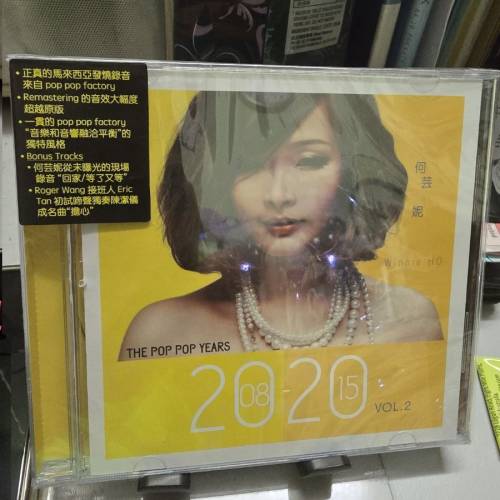 • 正真的馬來西亞發燒錄音
來自 pop pop factory
• Remastering 的音效大幅度
超越原版
• 一貫的 pop pop factory
"音樂和音響融洽平衡"的
獨特風格
• Bonus Tracks
• 何芸妮從未曝光的現場
錄音 "回家/等了又等"
• Roger Wang 接班人 Eric
Tan 初試啼聲獨奏陳潔儀
成名曲"擔心"
何芸
妮
Winnie HO
THE POP POP YEARS
2008-2015
VOL.2